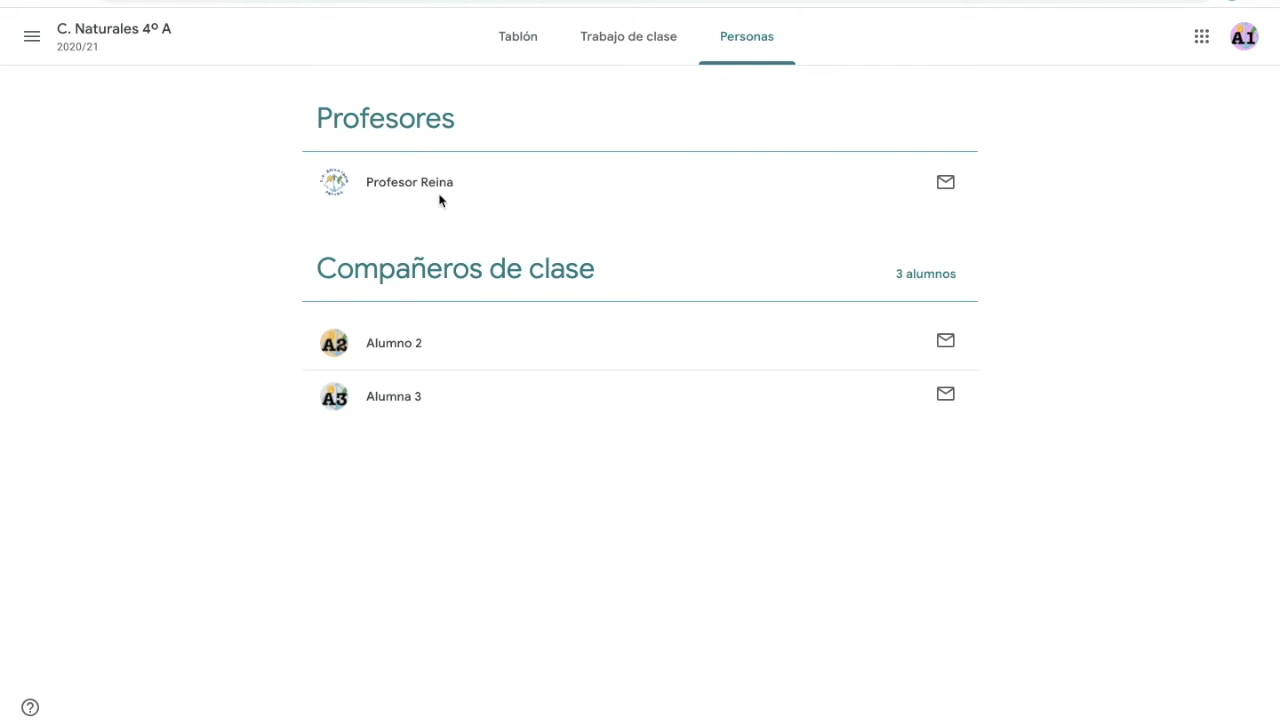 C. Naturales 4º A
2020/21
Tablón
Trabajo de clase
Personas
A1
Profesores
Profesor Reina
Compañeros de clase
3 alumnos
A2
Alumno 2
A3
Alumna 3